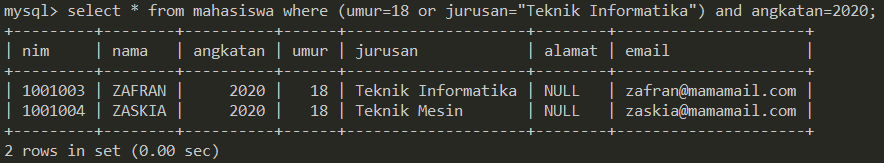 mysql> select * from mahasiswa where (umur=18 or jurusan="Teknik Informatika") and angkatan=2020;
+---------+--------+----------+------+--------------------+--------+--------------------+
| nim     | nama   | angkatan | umur | jurusan            | alamat | email              |
+---------+--------+----------+------+--------------------+--------+--------------------+
| 1001003 | ZAFRAN |     2020 |   18 | Teknik Informatika | NULL   | zafran@mamamail.com |
| 1001004 | ZASKIA |     2020 |   18 | Teknik Mesin       | NULL   | zaskia@mamamail.com |
+---------+--------+----------+------+--------------------+--------+--------------------+
2 rows in set (0.00 sec)